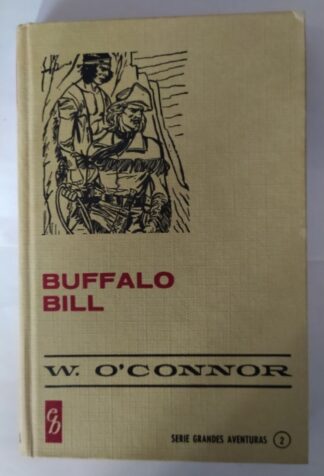 BUFFALO
BILL
W. O'CONNOR
SERIE GRANDES AVENTURAS 2